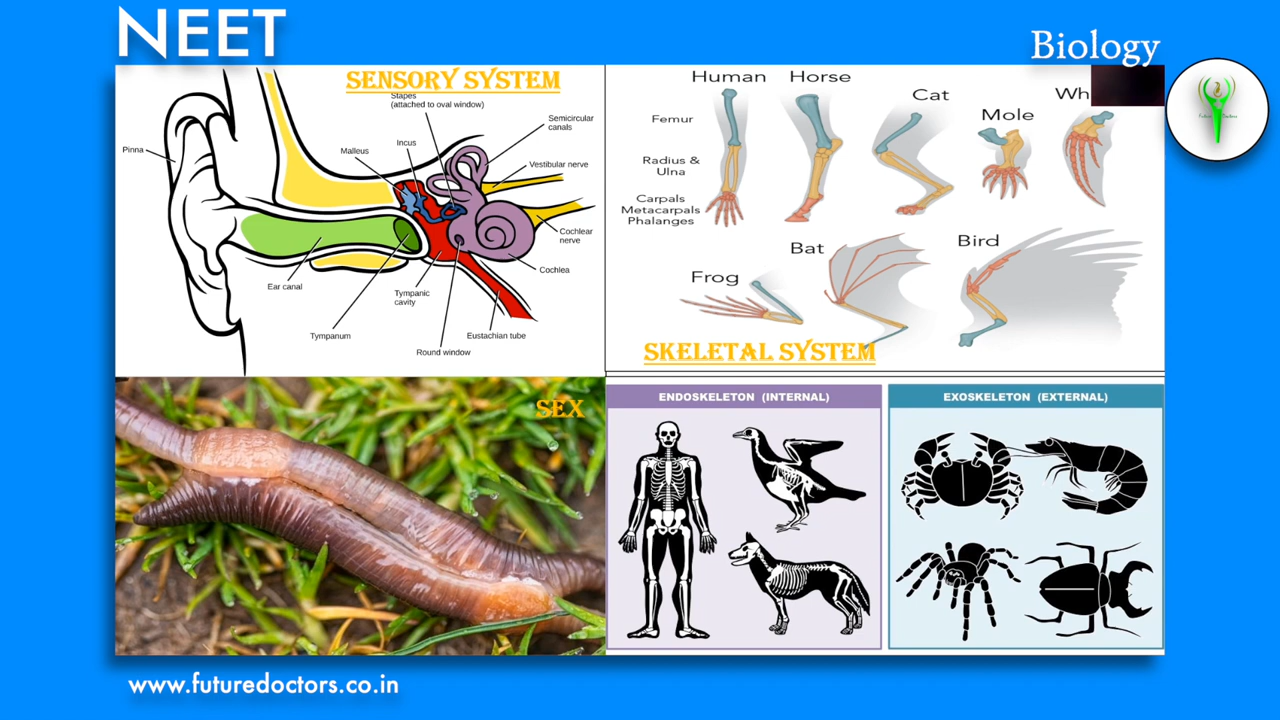 NEET
Biology
SENSORY SYSTEM
Stapes
(attached to oval window)
Semicircular
canals
Incus
Malleus
Pinna
Vestibular nerve
Cochlear
nerve
Cochlea
Ear canal
Tympanic
cavity
Tympanum
Eustachian tube
Round window
Human
Horse
Cat
Mole
Wh
Femur
Radius &
Ulna
Carpals
Metacarpals
Phalanges
Bat
Bird
Frog
SKELETAL SYSTEM
SEX
ENDOSKELETON (INTERNAL)
EXOSKELETON (EXTERNAL)
www.futuredoctors.co.in